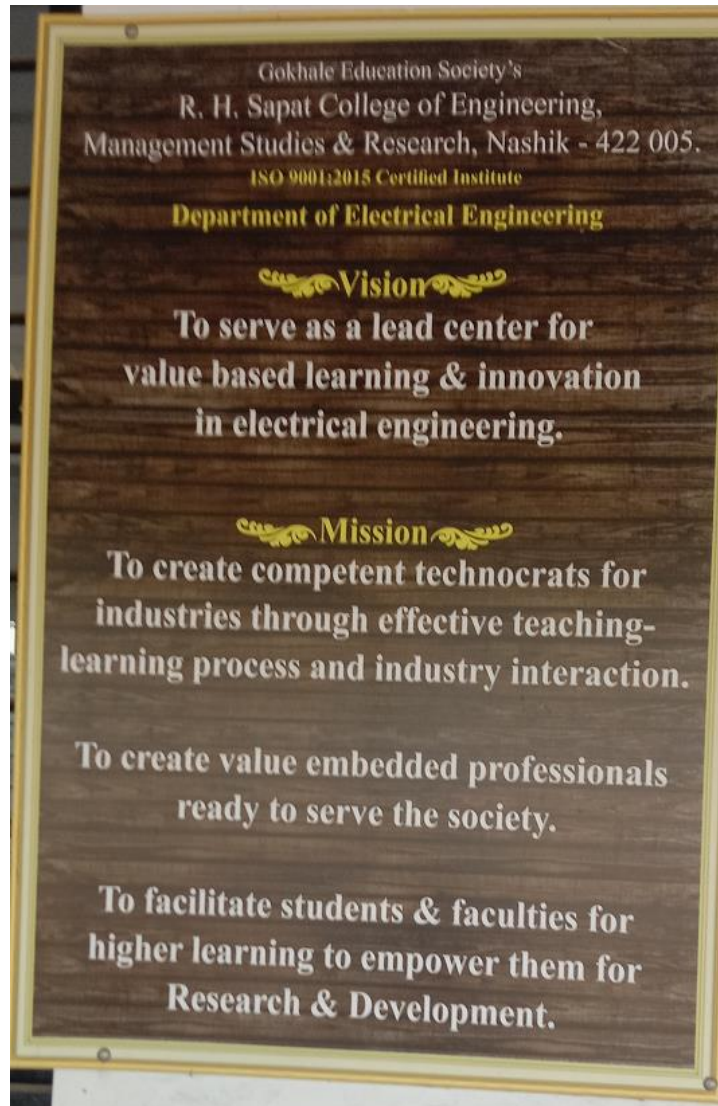 Gokhale Education Society's
R. H. Sapat College of Engineering,
Management Studies & Research, Nashik - 422 005.
ISO 9001:2015 Certified Institute
Department of Electrical Engineering
Vision
To serve as a lead center for
value based learning & innovation
in electrical engineering.
Mission
To create competent technocrats for
industries through effective teaching-
learning process and industry interaction.
To create value embedded professionals
ready to serve the society.
To facilitate students & faculties for
higher learning to empower them for
Research & Development.